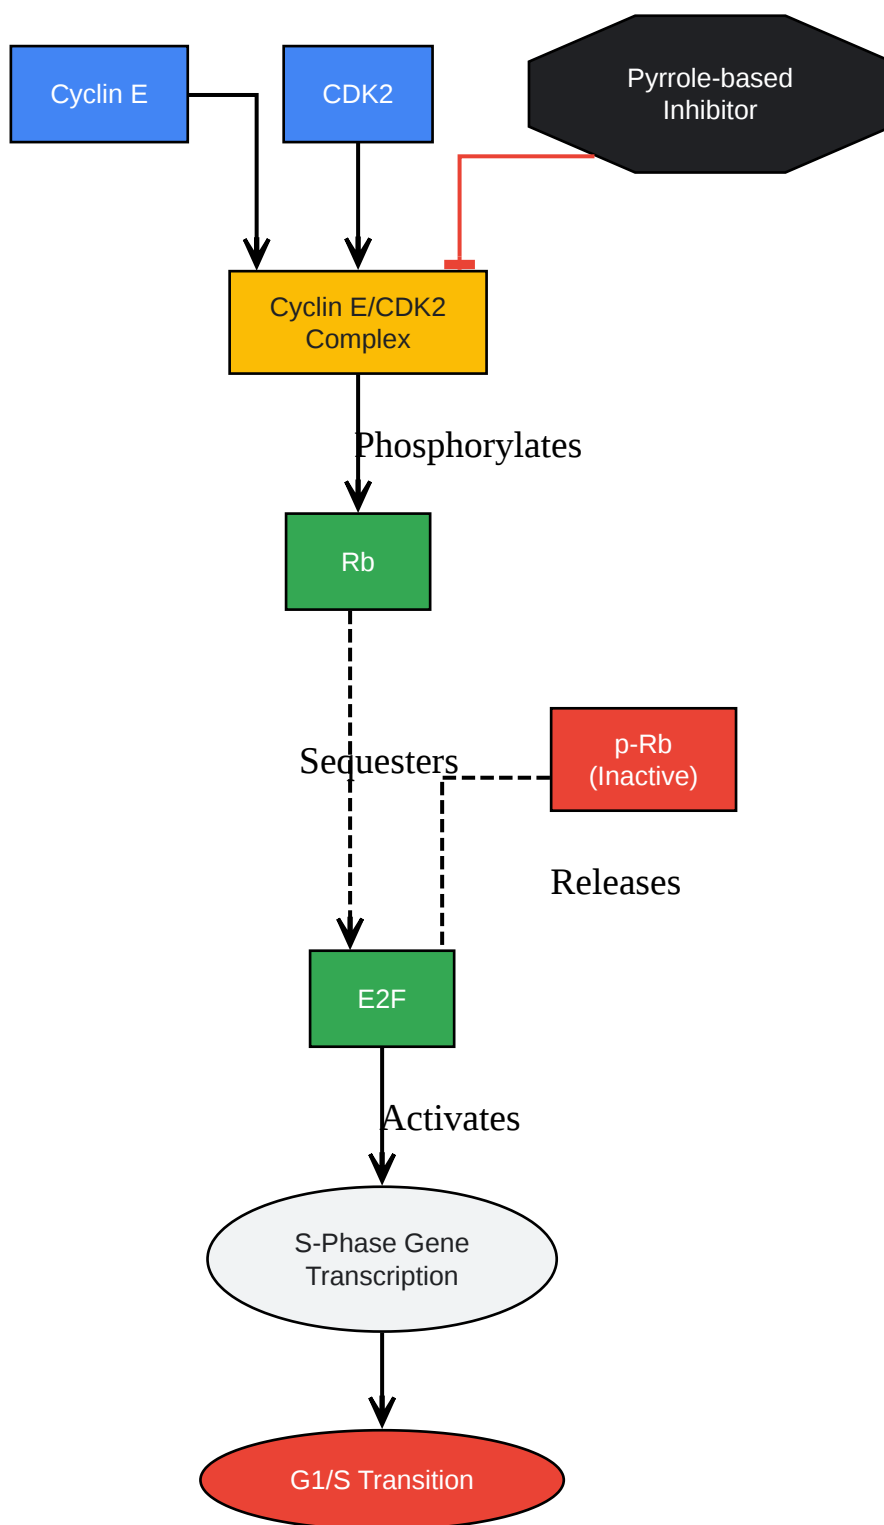 Cyclin E
CDK2
Pyrrole-based
Inhibitor
Cyclin E/CDK2
Complex
Phosphorylates
Rb
Sequesters
p-Rb
(Inactive)
Releases
E2F
Activates
S-Phase Gene
Transcription
G1/S Transition